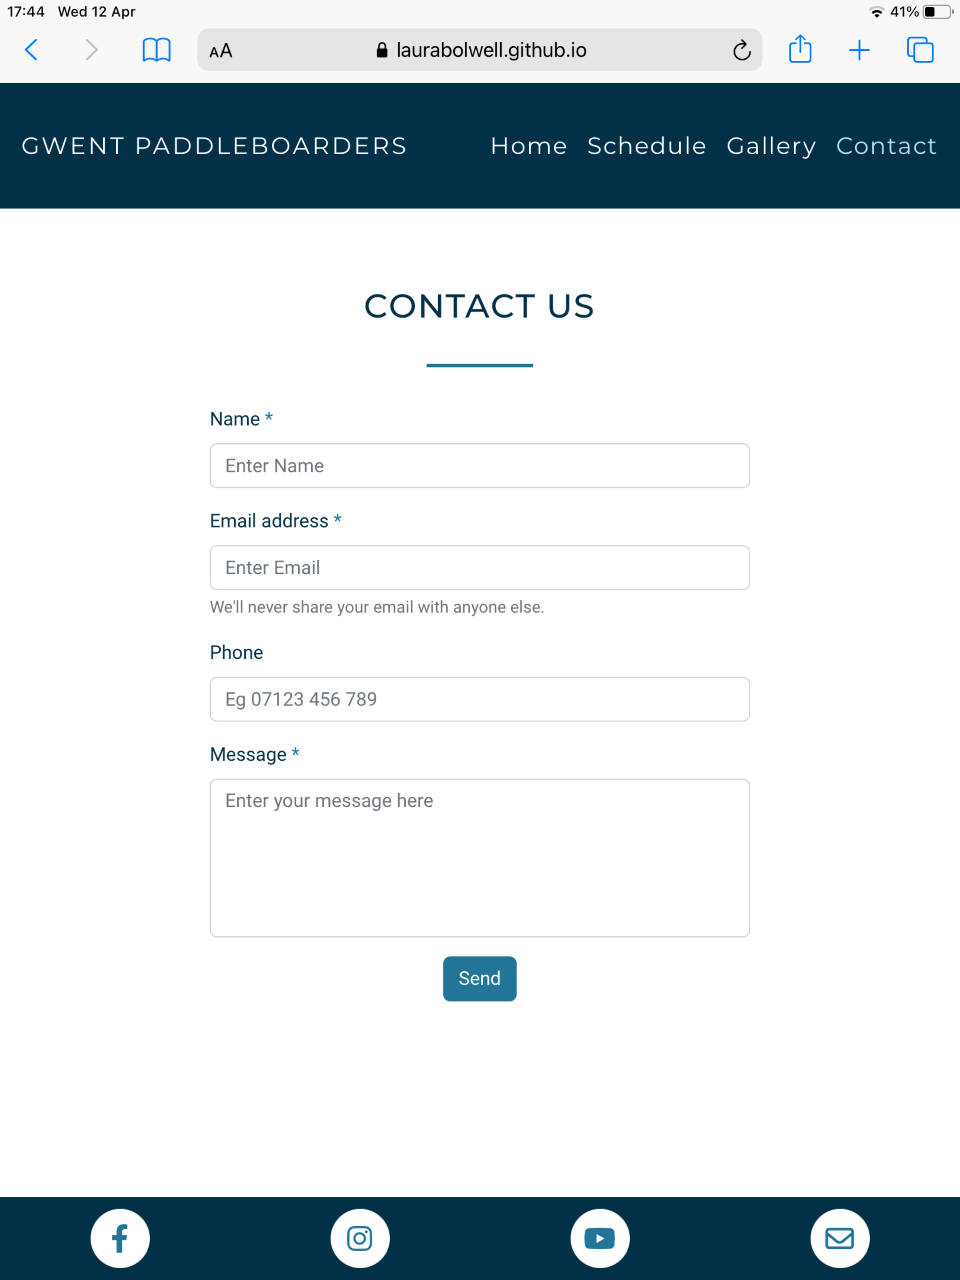 17:44 Wed 12 Apr 41%
AA laurabolwell.github.io
GWENT PADDLEBOARDERS Home Schedule Gallery Contact
CONTACT US
Name *
Enter Name
Email address *
Enter Email
We'll never share your email with anyone else.
Phone
Eg 07123 456 789
Message *
Enter your message here
Send